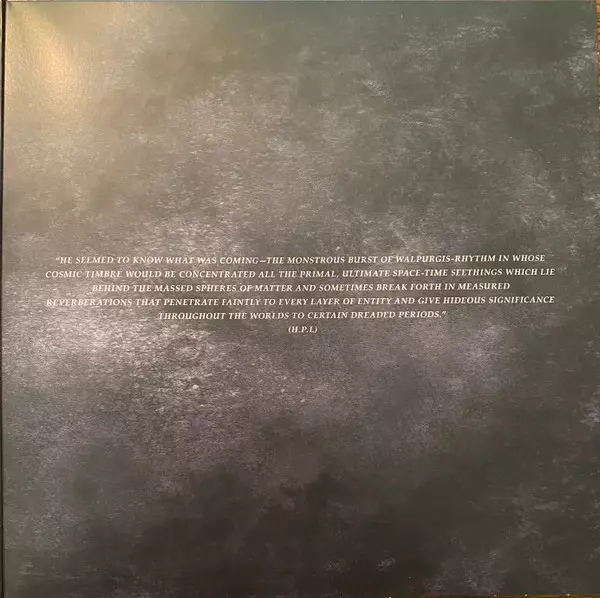 "HE SEEMED TO KNOW WHAT WAS COMING—THE MONSTROUS BURST OF WALPURGIS-RHYTHM IN WHOSE
COSMIC TIMBRE WOULD BE CONCENTRATED ALL THE PRIMAL, ULTIMATE SPACE-TIME SEETHINGS WHICH LIE
BEHIND THE MASSED SPHERES OF MATTER AND SOMETIMES BREAK FORTH IN MEASURED
REVERBERATIONS THAT PENETRATE FAINTLY TO EVERY LAYER OF ENTITY AND GIVE HIDEOUS SIGNIFICANCE
THROUGHOUT THE WORLDS TO CERTAIN DREADED PERIODS."
(H.P.L)